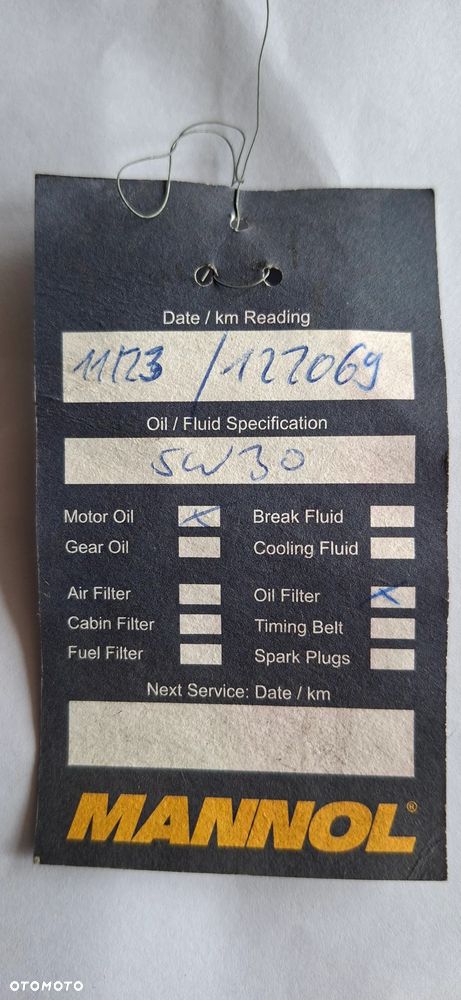 Date / km Reading
11/23 / 127069
Oil / Fluid Specification
5W30
Motor Oil Break Fluid
Gear Oil Cooling Fluid
Air Filter Oil Filter
Cabin Filter Timing Belt
Fuel Filter Spark Plugs
Next Service: Date / km
MANNOL®
OTOMOTO